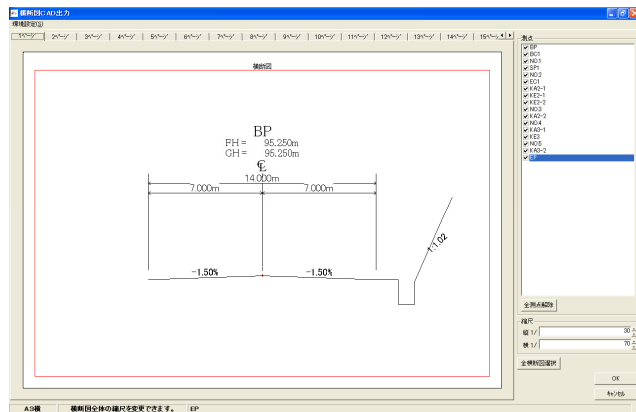 横断図CAD出力
環境設定(S)
1ページ 2ページ 3ページ 4ページ 5ページ 6ページ 7ページ 8ページ 9ページ 10ページ 11ページ 12ページ 13ページ 14ページ 15ページ
測点
横断図
BP
BC1
NO.1
SP1
NO.2
EC1
KA2-1
KE2-1
KE2-2
NO.3
KA2-2
NO.4
KA3-1
KE3
NO.5
KA3-2
EP
BP
FH = 95.250m
GH = 95.250m
℄
14.000m
7.000m 7.000m
1:1.02
-1.50% -1.50%
全測点解除
縮尺
縦 1/ 30
横 1/ 70
全横断図選択
OK
キャンセル
A3横 横断図全体の縮尺を変更できます。 EP